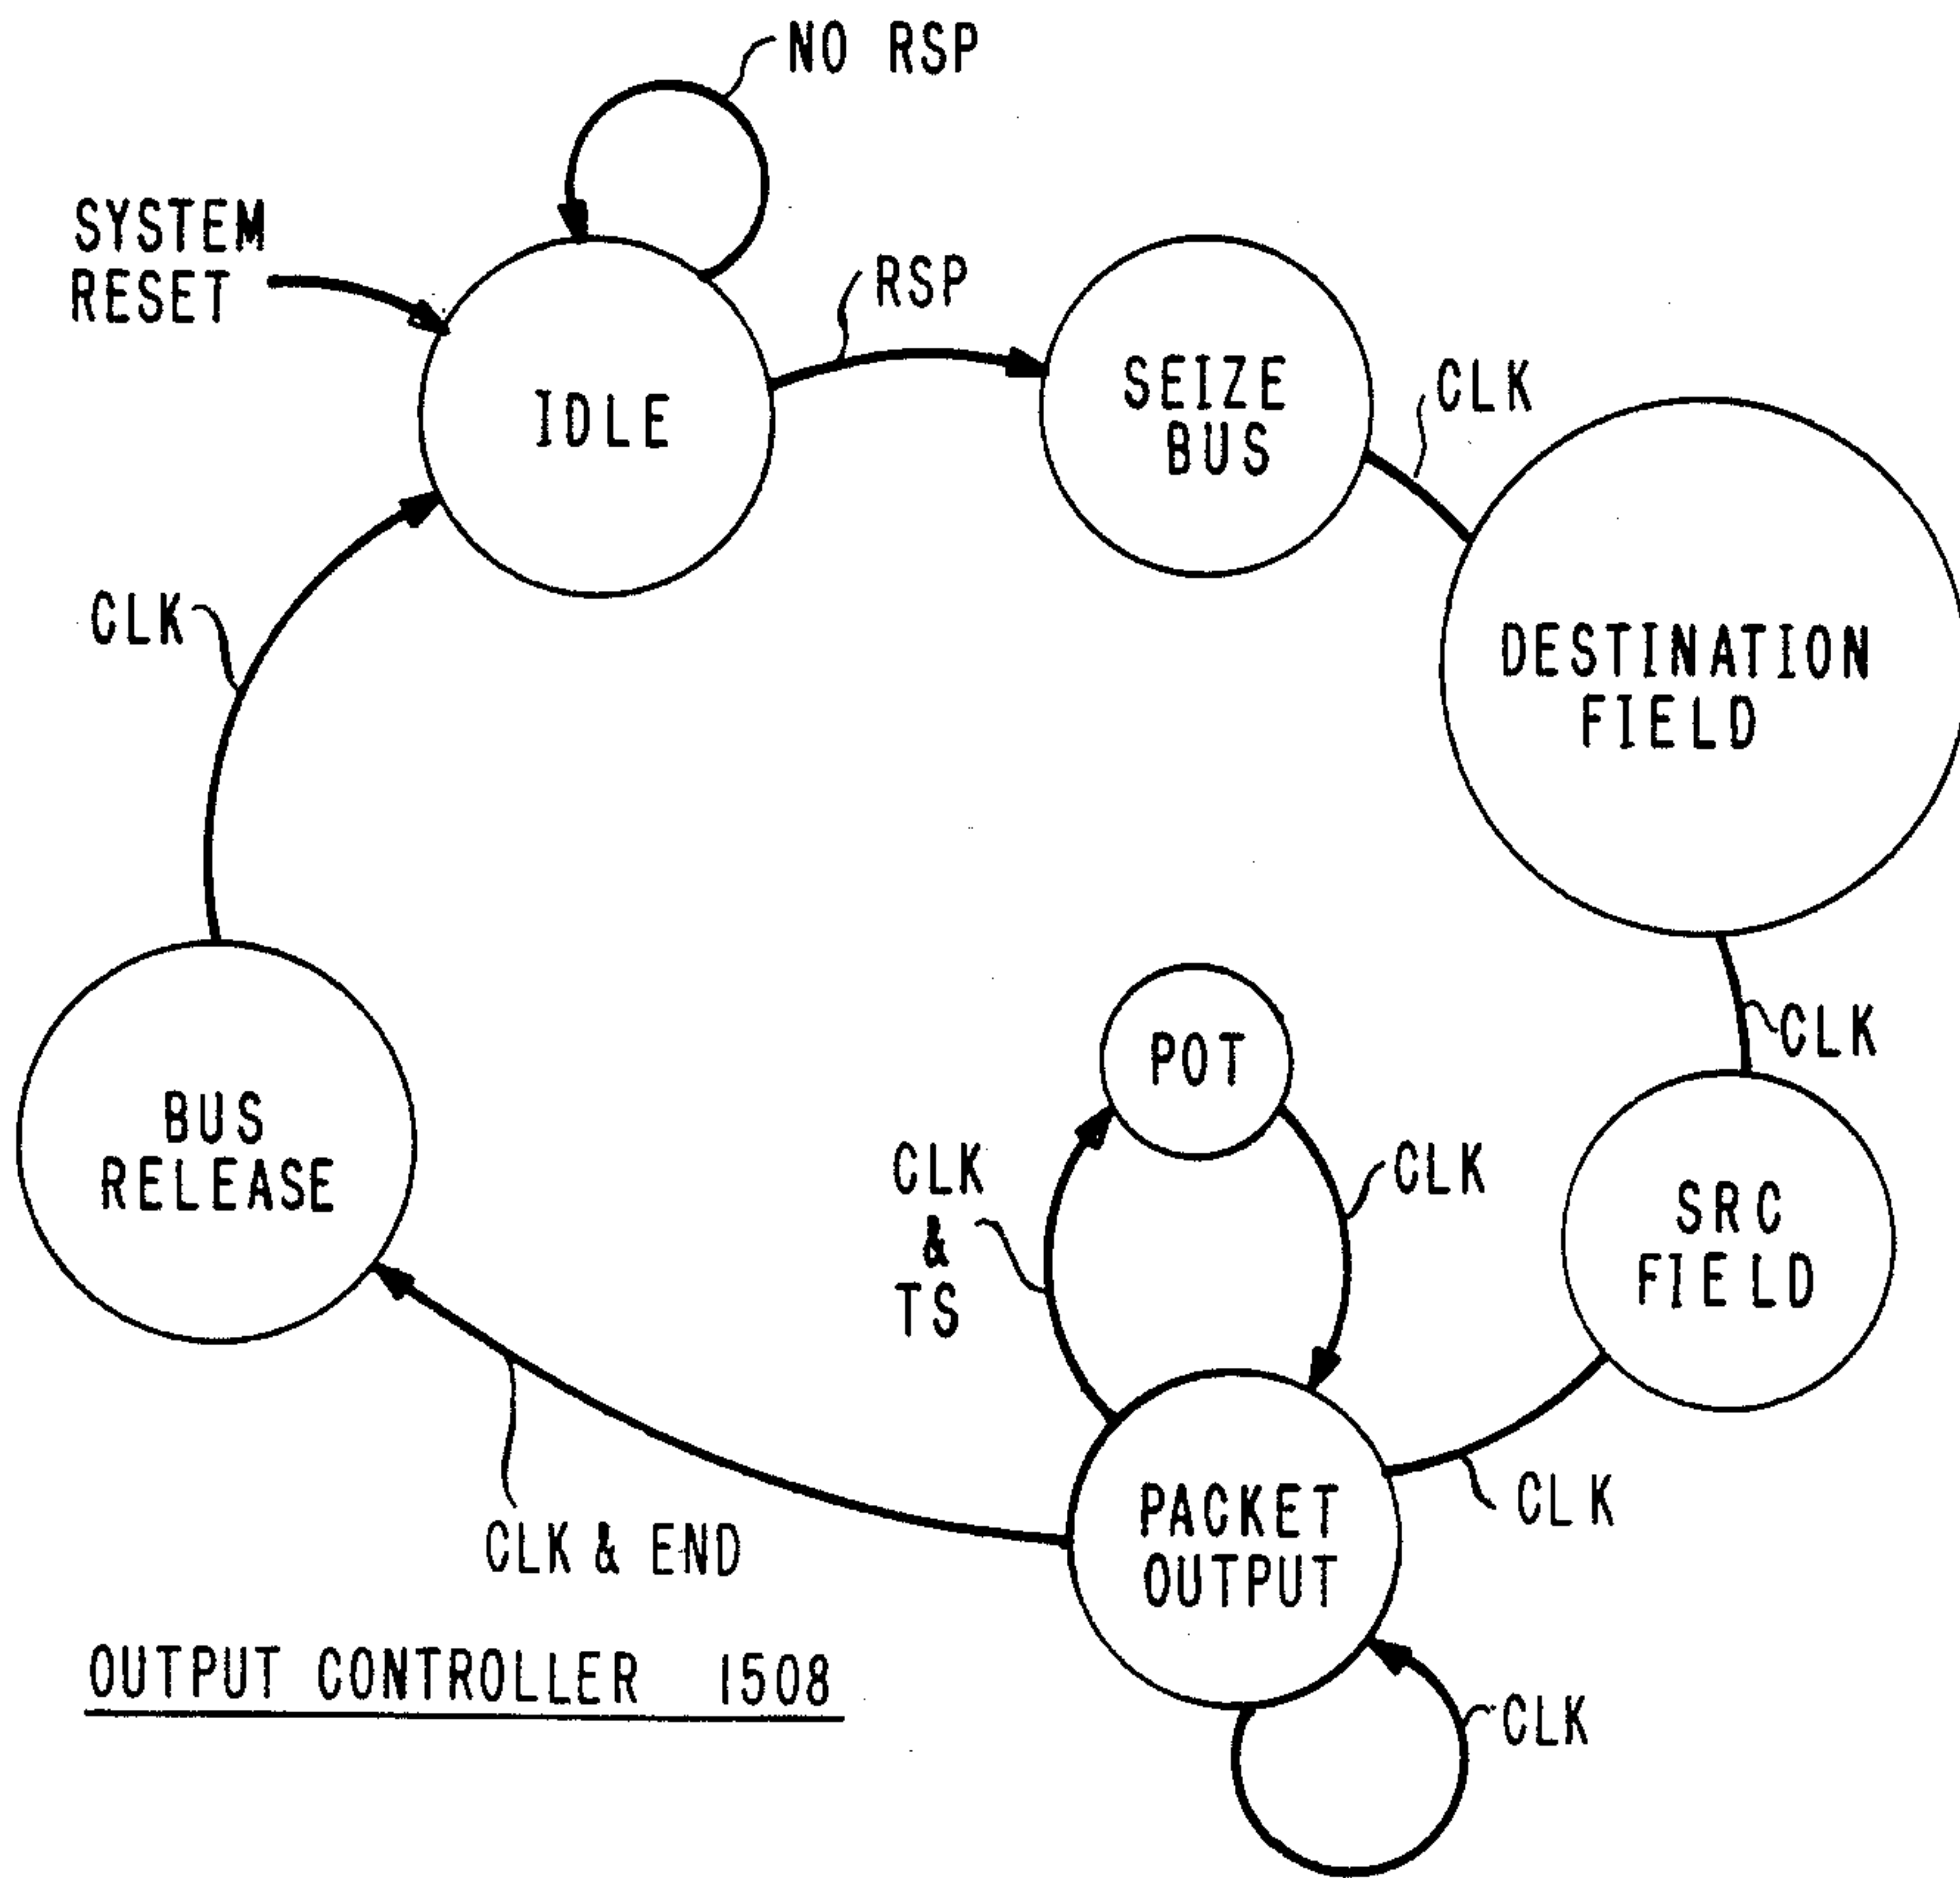 NO RSP
SYSTEM
RESET
RSP
IDLE
SEIZE
BUS
CLK
DESTINATION
FIELD
CLK
CLK
POT
BUS
RELEASE
CLK
&
TS
CLK
SRC
FIELD
PACKET
OUTPUT
CLK
CLK & END
OUTPUT CONTROLLER 1508
CLK